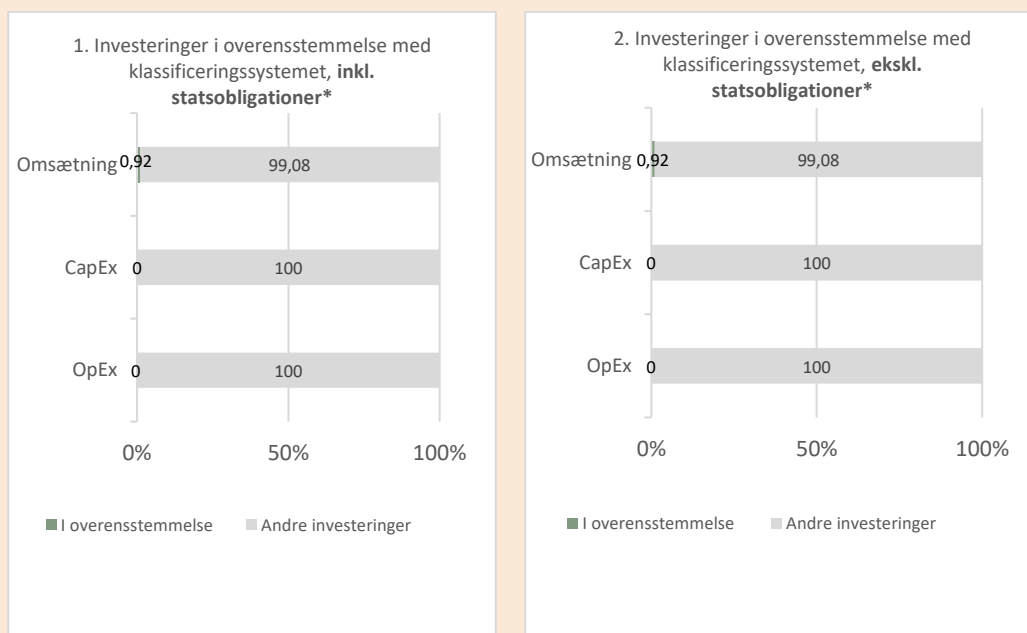 1. Investeringer i overensstemmelse med
klassificeringssystemet, inkl.
statsobligationer*
Omsætning 0,92 99,08
CapEx 0 100
OpEx 0 100
0% 50% 100%
I overensstemmelse Andre investeringer
2. Investeringer i overensstemmelse med
klassificeringssystemet, ekskl.
statsobligationer*
Omsætning 0,92 99,08
CapEx 0 100
OpEx 0 100
0% 50% 100%
I overensstemmelse Andre investeringer